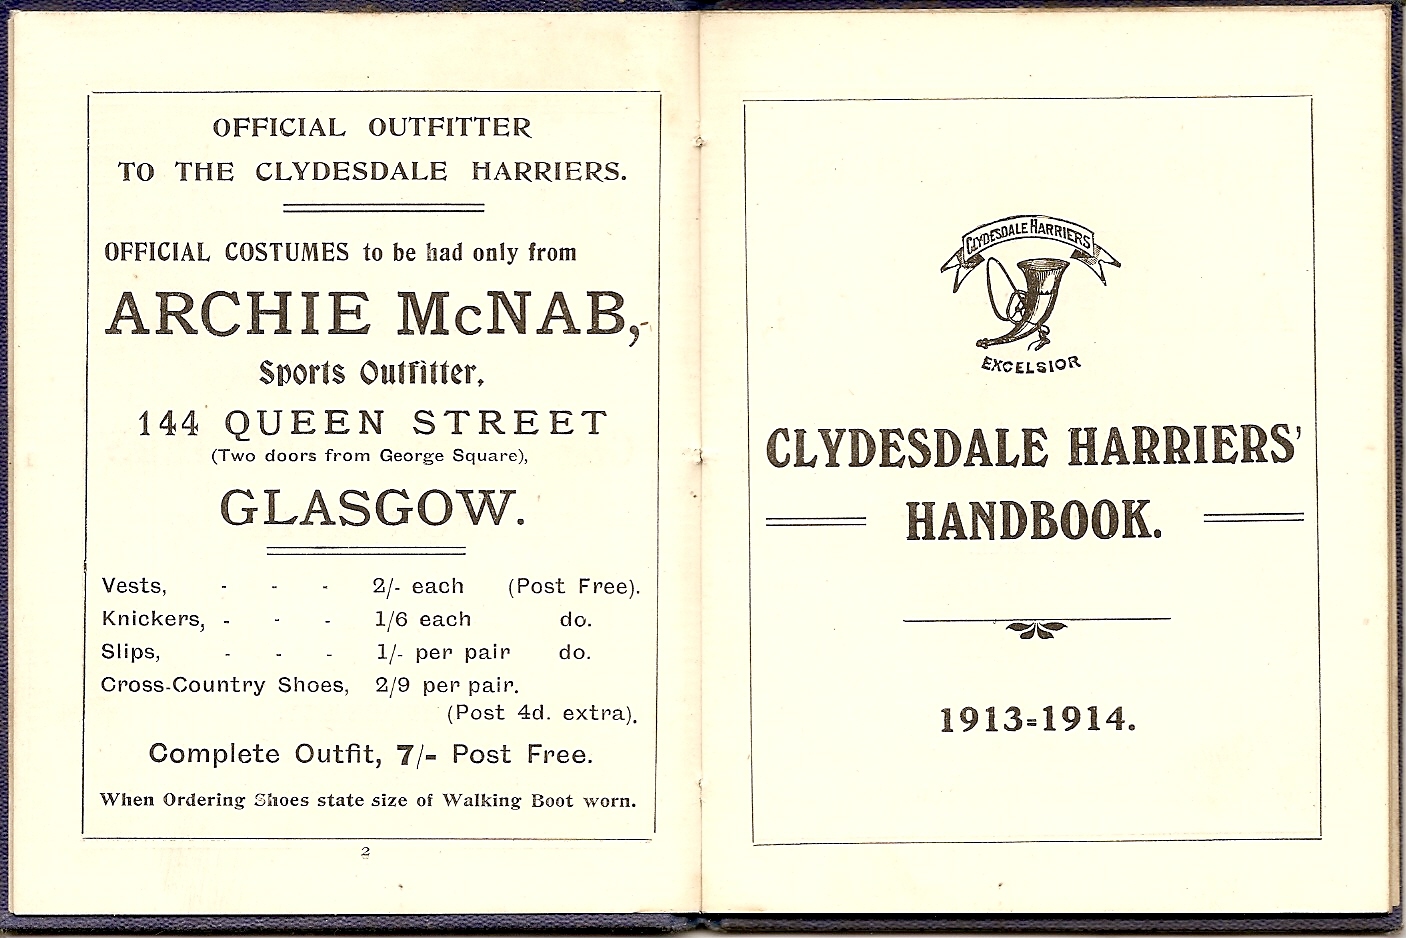 OFFICIAL OUTFITTER
TO THE CLYDESDALE HARRIERS.
OFFICIAL COSTUMES to be had only from
ARCHIE McNAB,
Sports Outfitter,
144 QUEEN STREET
(Two doors from George Square),
GLASGOW.
Vests, - - - 2/- each (Post Free).
Knickers, - - - 1/6 each do.
Slips, - - - 1/- per pair do.
Cross-Country Shoes, 2/9 per pair.
(Post 4d. extra).
Complete Outfit, 7/- Post Free.
When Ordering Shoes state size of Walking Boot worn.
2
CLYDESDALE HARRIERS
EXCELSIOR
CLYDESDALE HARRIERS'
HANDBOOK.
1913=1914.